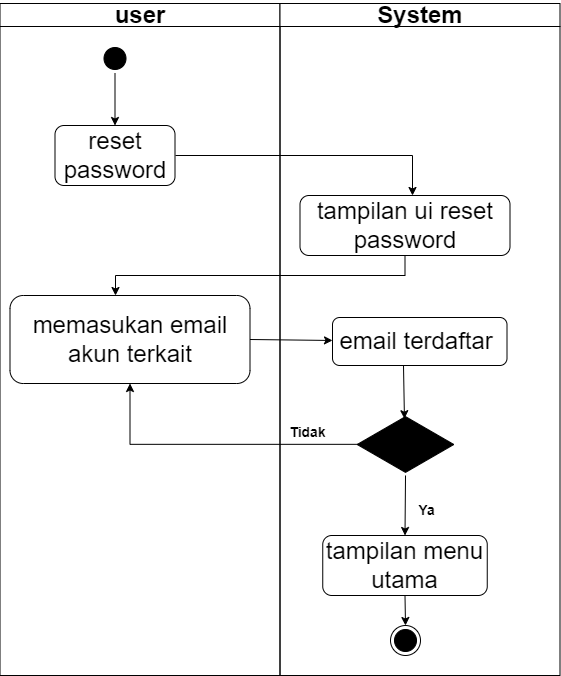 user
System
reset
password
tampilan ui reset
password
memasukan email
akun terkait
email terdaftar
Tidak
Ya
tampilan menu
utama